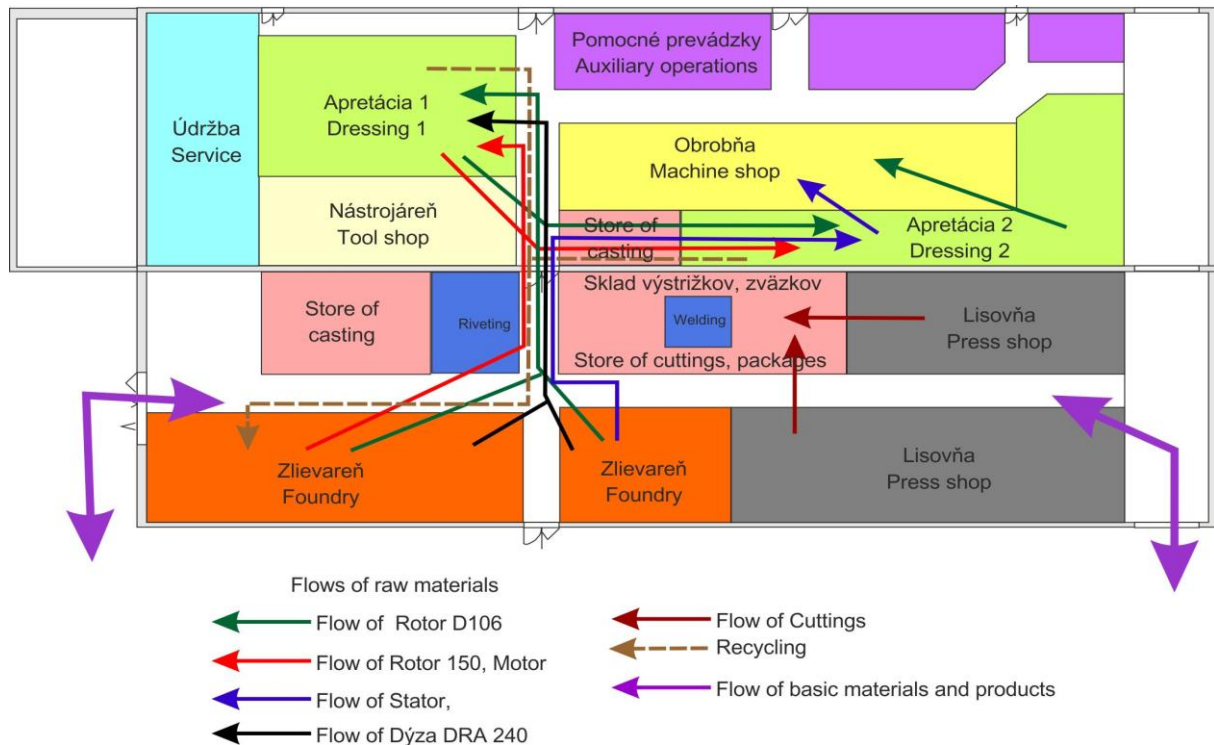 Pomocné prevádzky
Auxiliary operations
Apretácia 1
Dressing 1
Údržba
Service
Obrobňa
Machine shop
Nástrojáreň
Tool shop
Store of
casting
Apretácia 2
Dressing 2
Sklad výstrižkov, zväzkov
Store of
casting
Riveting
Welding
Lisovňa
Press shop
Store of cuttings, packages
Zlievareň
Foundry
Zlievareň
Foundry
Lisovňa
Press shop
Flows of raw materials
Flow of Rotor D106
Flow of Rotor 150, Motor
Flow of Stator,
Flow of Dýza DRA 240
Flow of Cuttings
Recycling
Flow of basic materials and products